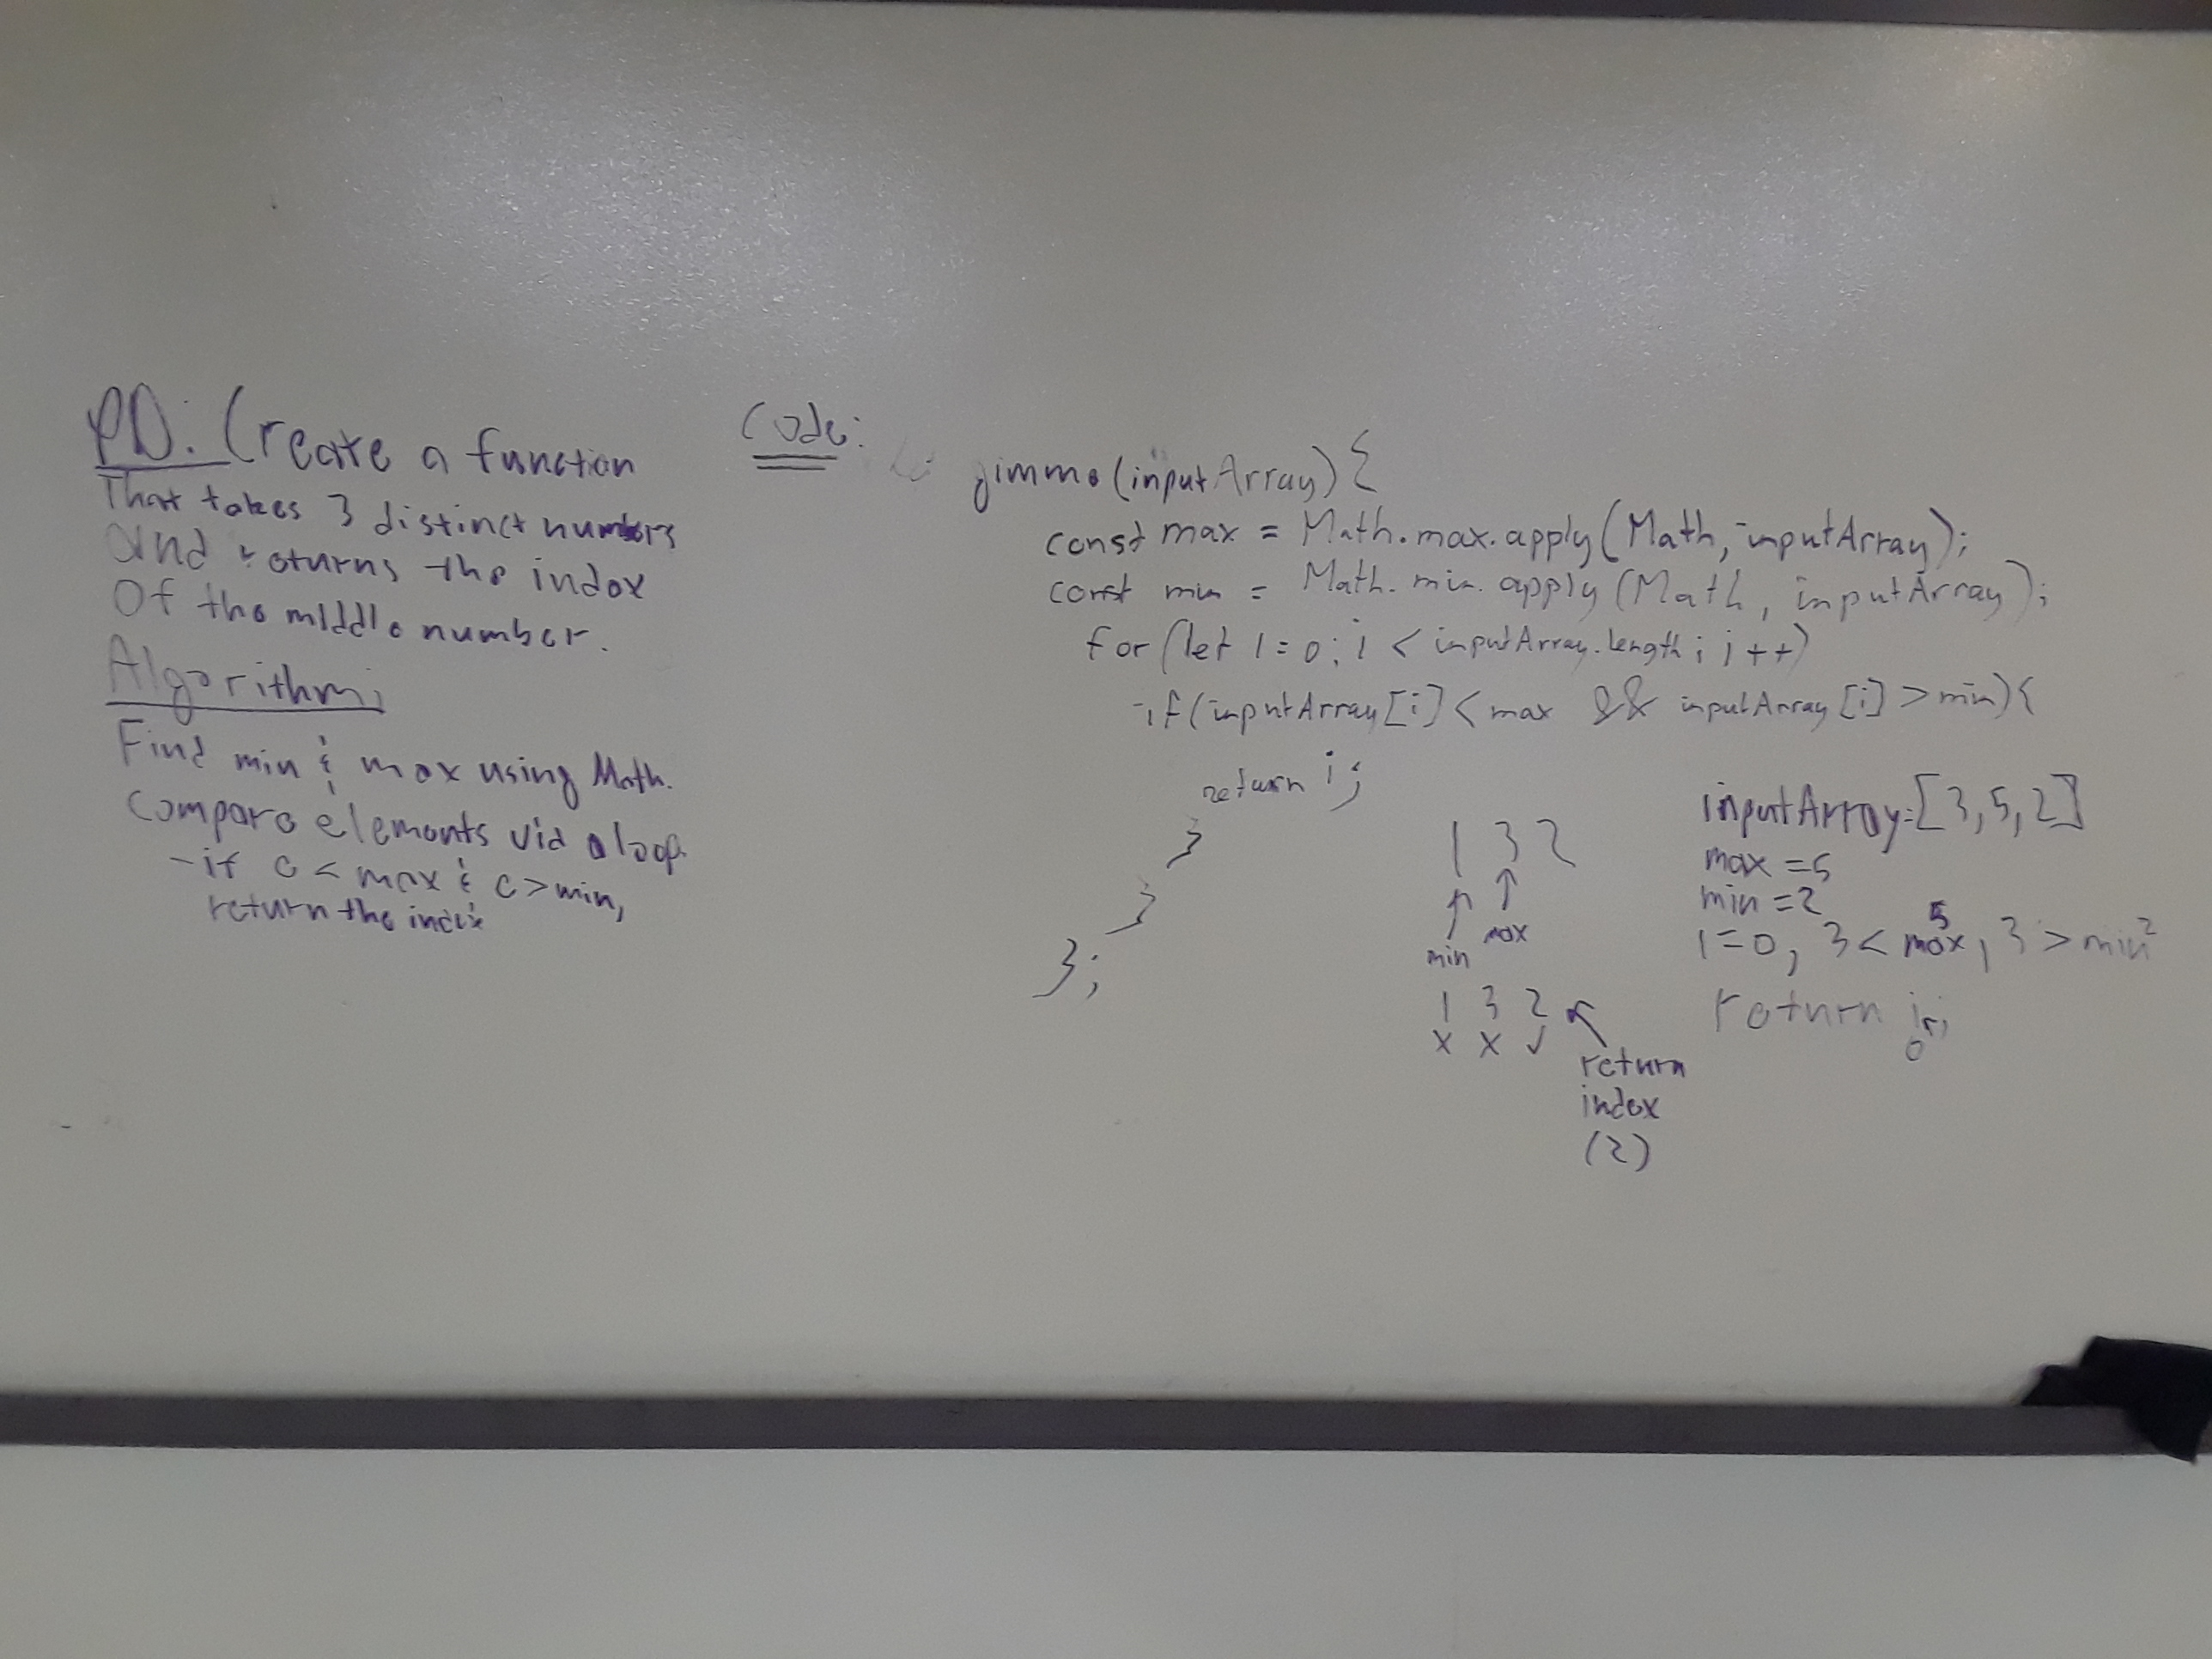 PD: Create a function
That takes 3 distinct numbers
and returns the index
Of the middle number.
Algorithm:
Find min & max using Math.
Compare elements via a loop.
-if e < max & e > min,
return the index
Code:
gimme(inputArray){
const max = Math.max.apply(Math, inputArray);
const min = Math.min.apply(Math, inputArray);
for(let i=0; i < inputArray.length; i++)
if(inputArray[i] < max && inputArray[i] > min){
return i;
}
}
};
1 3 2
↑ ↑
min max
1 3 2
x x ✓
return
index
(2)
inputArray=[3,5,2]
max =5
min =2
5 2
i=0, 3 < max, 3 > min
return i;
0